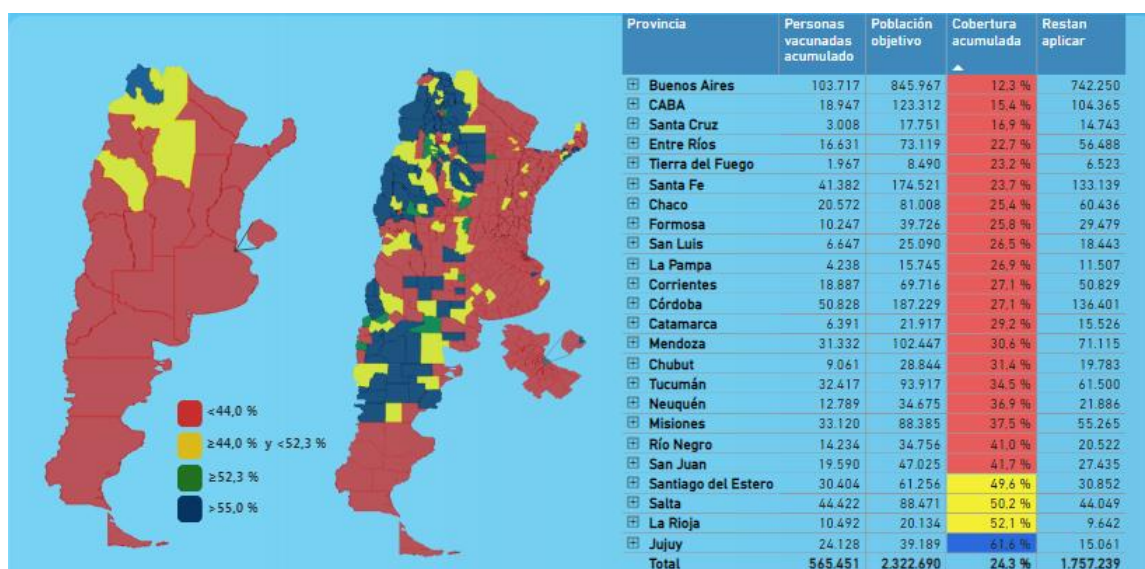 <44,0 %
≥44,0 % y <52,3 %
≥52,3 %
>55,0 %
Provincia Personas vacunadas acumulado Población objetivo Cobertura acumulada Restan aplicar
Buenos Aires 103.717 845.967 12,3 % 742.250
CABA 18.947 123.312 15,4 % 104.365
Santa Cruz 3.008 17.751 16,9 % 14.743
Entre Ríos 16.631 73.119 22,7 % 56.488
Tierra del Fuego 1.967 8.490 23,2 % 6.523
Santa Fe 41.382 174.521 23,7 % 133.139
Chaco 20.572 81.008 25,4 % 60.436
Formosa 10.247 39.726 25,8 % 29.479
San Luis 6.647 25.090 26,5 % 18.443
La Pampa 4.238 15.745 26,9 % 11.507
Corrientes 18.887 69.716 27,1 % 50.829
Córdoba 50.828 187.229 27,1 % 136.401
Catamarca 6.391 21.917 29,2 % 15.526
Mendoza 31.332 102.447 30,6 % 71.115
Chubut 9.061 28.844 31,4 % 19.783
Tucumán 32.417 93.917 34,5 % 61.500
Neuquén 12.789 34.675 36,9 % 21.886
Misiones 33.120 88.385 37,5 % 55.265
Río Negro 14.234 34.756 41,0 % 20.522
San Juan 19.590 47.025 41,7 % 27.435
Santiago del Estero 30.404 61.256 49,6 % 30.852
Salta 44.422 88.471 50,2 % 44.049
La Rioja 10.492 20.134 52,1 % 9.642
Jujuy 24.128 39.189 61,6 % 15.061
Total 565.451 2.322.690 24,3 % 1.757.239